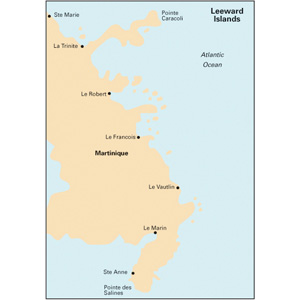 Leeward
Islands
Ste Marie
Pointe
Caracoli
La Trinite
Atlantic
Ocean
Le Robert
Le Francois
Martinique
Le Vautlin
Le Marin
Ste Anne
Pointe des
Salines